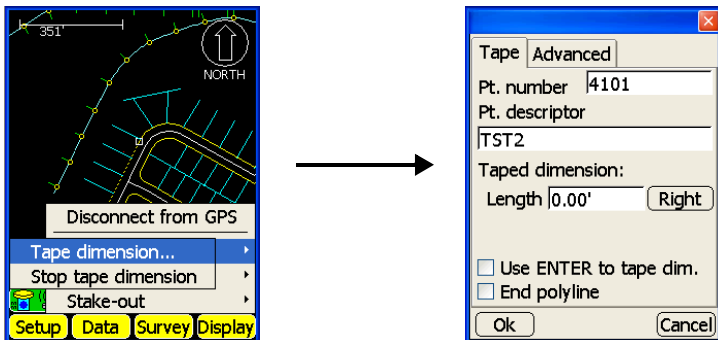 351'
NORTH
Disconnect from GPS
Tape dimension...
Stop tape dimension
Stake-out
Setup Data Survey Display
Tape Advanced
Pt. number 4101
Pt. descriptor
TST2
Taped dimension:
Length 0.00' Right
Use ENTER to tape dim.
End polyline
Ok Cancel